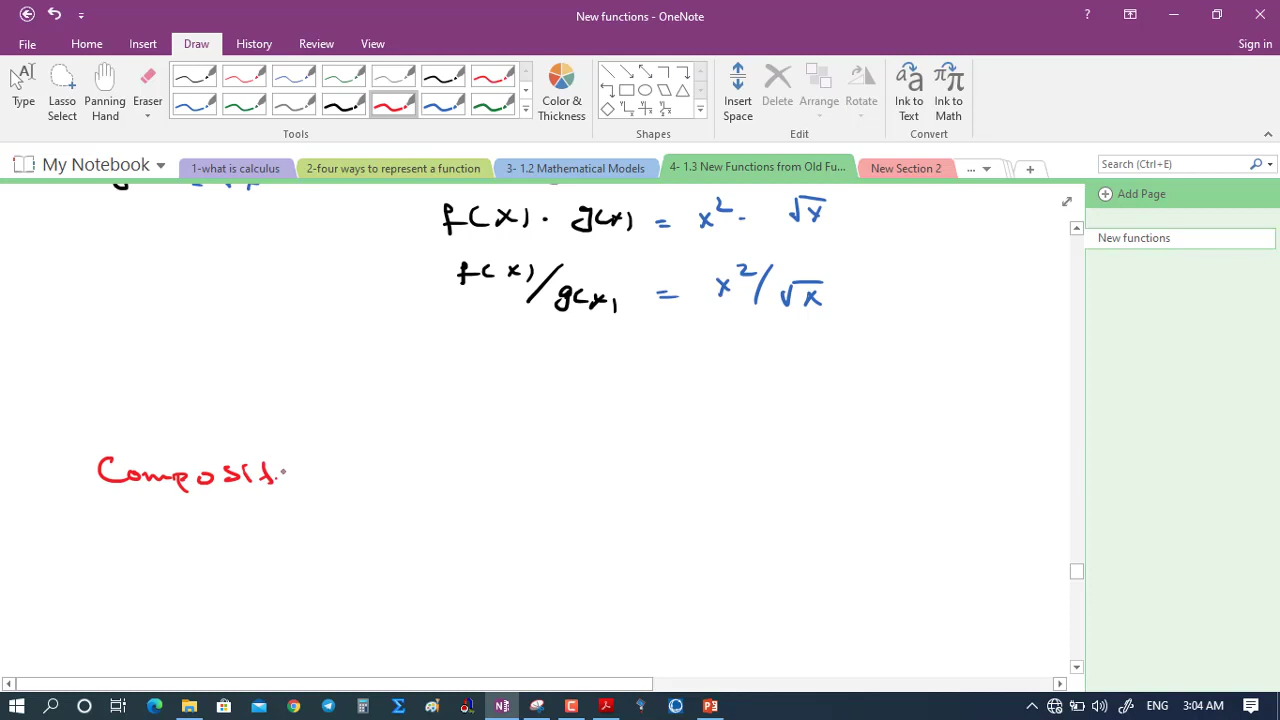 New functions - OneNote
File Home Insert Draw History Review View Sign in
Type Lasso Select Panning Hand Eraser Color & Thickness Insert Space Delete Arrange Rotate Ink to Text Ink to Math
Tools Shapes Edit Convert
My Notebook 1-what is calculus 2-four ways to represent a function 3- 1.2 Mathematical Models 4- 1.3 New Functions from Old Fu... New Section 2 ... Search (Ctrl+E)
Add Page
New functions
f(x) · g(x) = x² · √x
f(x)/g(x) = x²/√x
Composit
ENG 3:04 AM